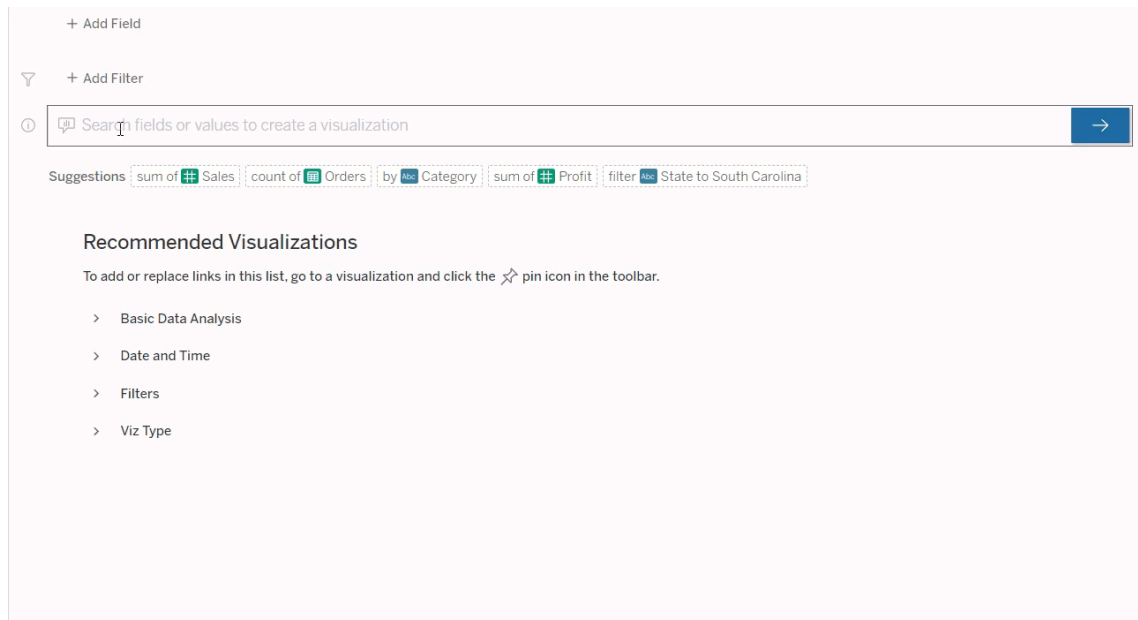 + Add Field
+ Add Filter
Search fields or values to create a visualization
Suggestions sum of Sales count of Orders by Abc Category sum of Profit filter Abc State to South Carolina
Recommended Visualizations
To add or replace links in this list, go to a visualization and click the pin icon in the toolbar.
Basic Data Analysis
Date and Time
Filters
Viz Type